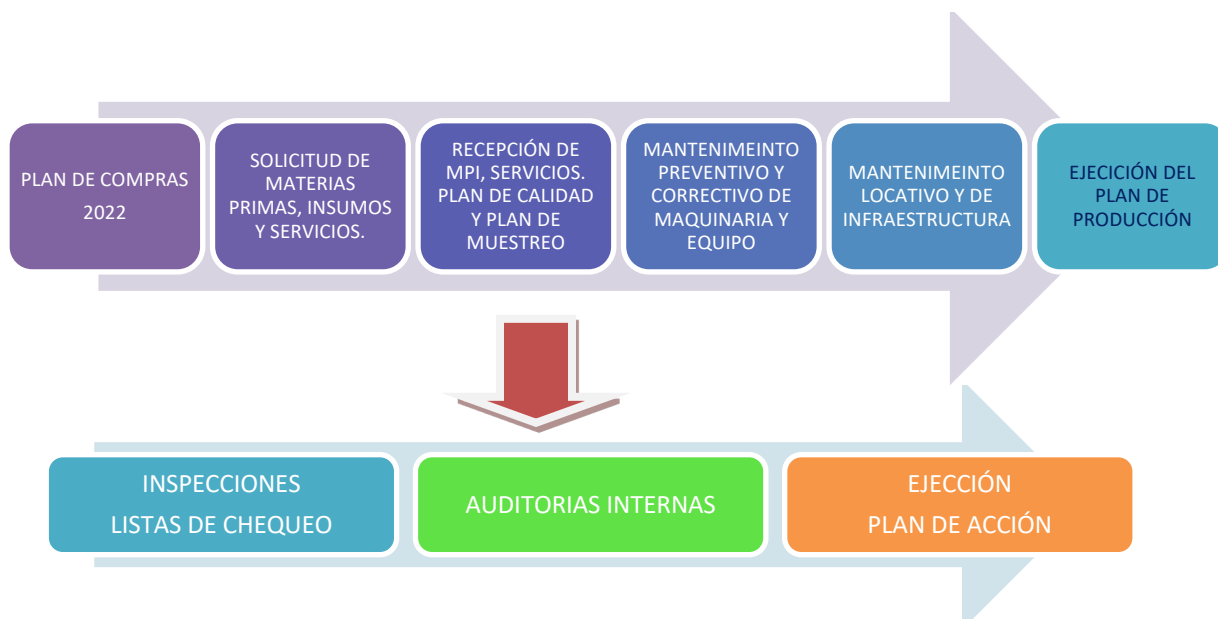 PLAN DE COMPRAS
2022
SOLICITUD DE
MATERIAS
PRIMAS, INSUMOS
Y SERVICIOS.
RECEPCIÓN DE
MPI, SERVICIOS.
PLAN DE CALIDAD
Y PLAN DE
MUESTREO
MANTENIMEINTO
PREVENTIVO Y
CORRECTIVO DE
MAQUINARIA Y
EQUIPO
MANTENIMEINTO
LOCATIVO Y DE
INFRAESTRUCTURA
EJECICIÓN DEL
PLAN DE
PRODUCCIÓN
INSPECCIONES
LISTAS DE CHEQUEO
AUDITORIAS INTERNAS
EJECCIÓN
PLAN DE ACCIÓN